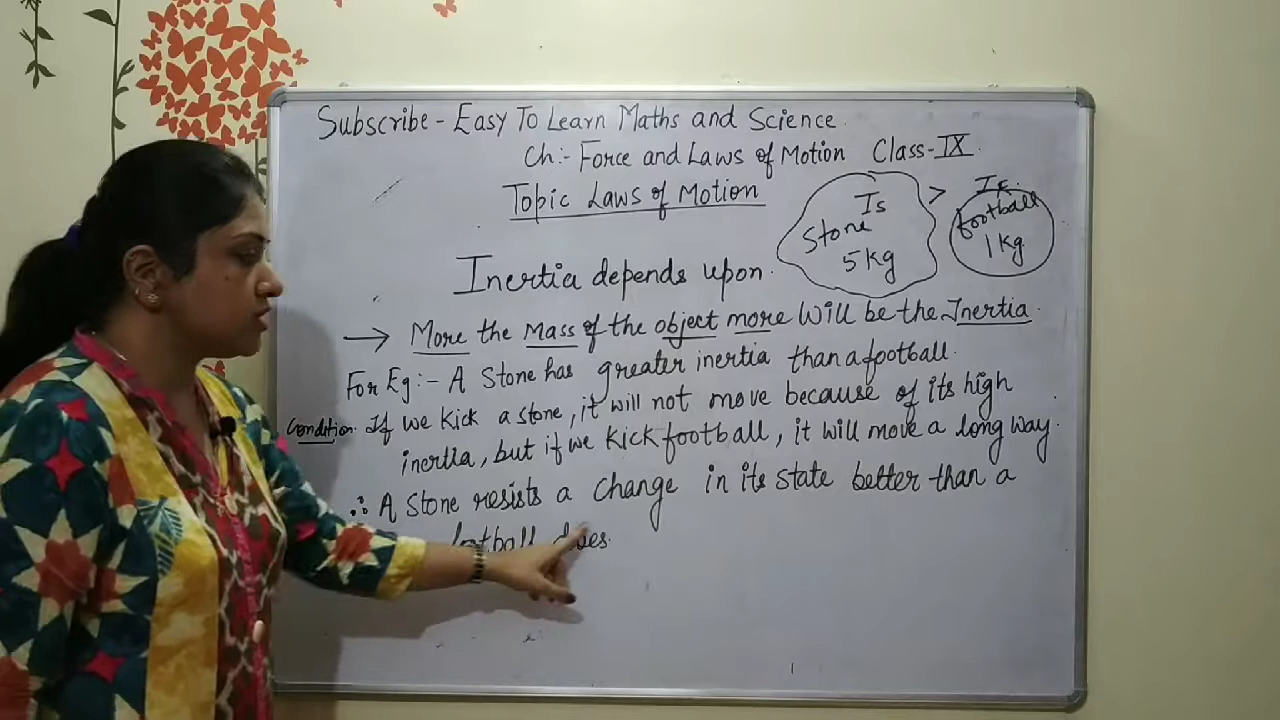 Subscribe - Easy To Learn Maths and Science.
Ch:- Force and Laws of Motion Class-IX.
Topic Laws of Motion
Is
Stone
5 kg
>
football
1 kg
Inertia depends upon.
→ More the Mass of the object more Will be the Inertia.
For Eg:- A Stone has greater inertia than a football.
Condition. If we kick a stone, it will not move because of its high
inertia, but if we kick football, it will move a long way.
∴ A Stone resists a change in its state better than a
football does.